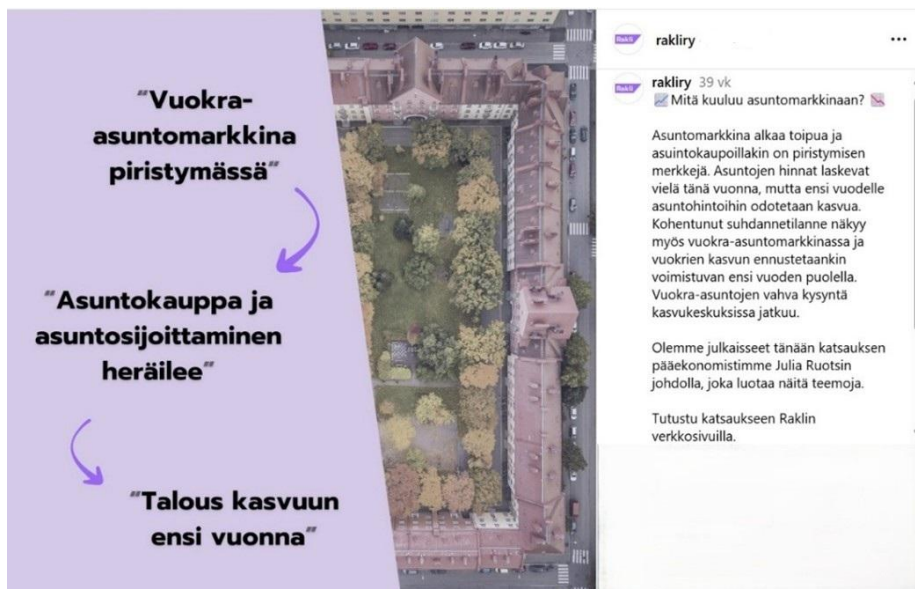 "Vuokra-
asuntomarkkina
piristymässä"
"Asuntokauppa ja
asuntosijoittaminen
heräilee"
"Talous kasvuun
ensi vuonna"
Rakli
rakliry
Rakli
rakliry 39 vk
Mitä kuuluu asuntomarkkinaan?
Asuntomarkkina alkaa toipua ja
asuintokaupoillakin on piristymisen
merkkejä. Asuntojen hinnat laskevat
vielä tänä vuonna, mutta ensi vuodelle
asuntohintoihin odotetaan kasvua.
Kohentunut suhdannetilanne näkyy
myös vuokra-asuntomarkkinassa ja
vuokrien kasvun ennustetaankin
voimistuvan ensi vuoden puolella.
Vuokra-asuntojen vahva kysyntä
kasvukeskuksissa jatkuu.
Olemme julkaisseet tänään katsauksen
pääekonomistimme Julia Ruotsin
johdolla, joka luotaa näitä teemoja.
Tutustu katsaukseen Raklin
verkkosivuilla.